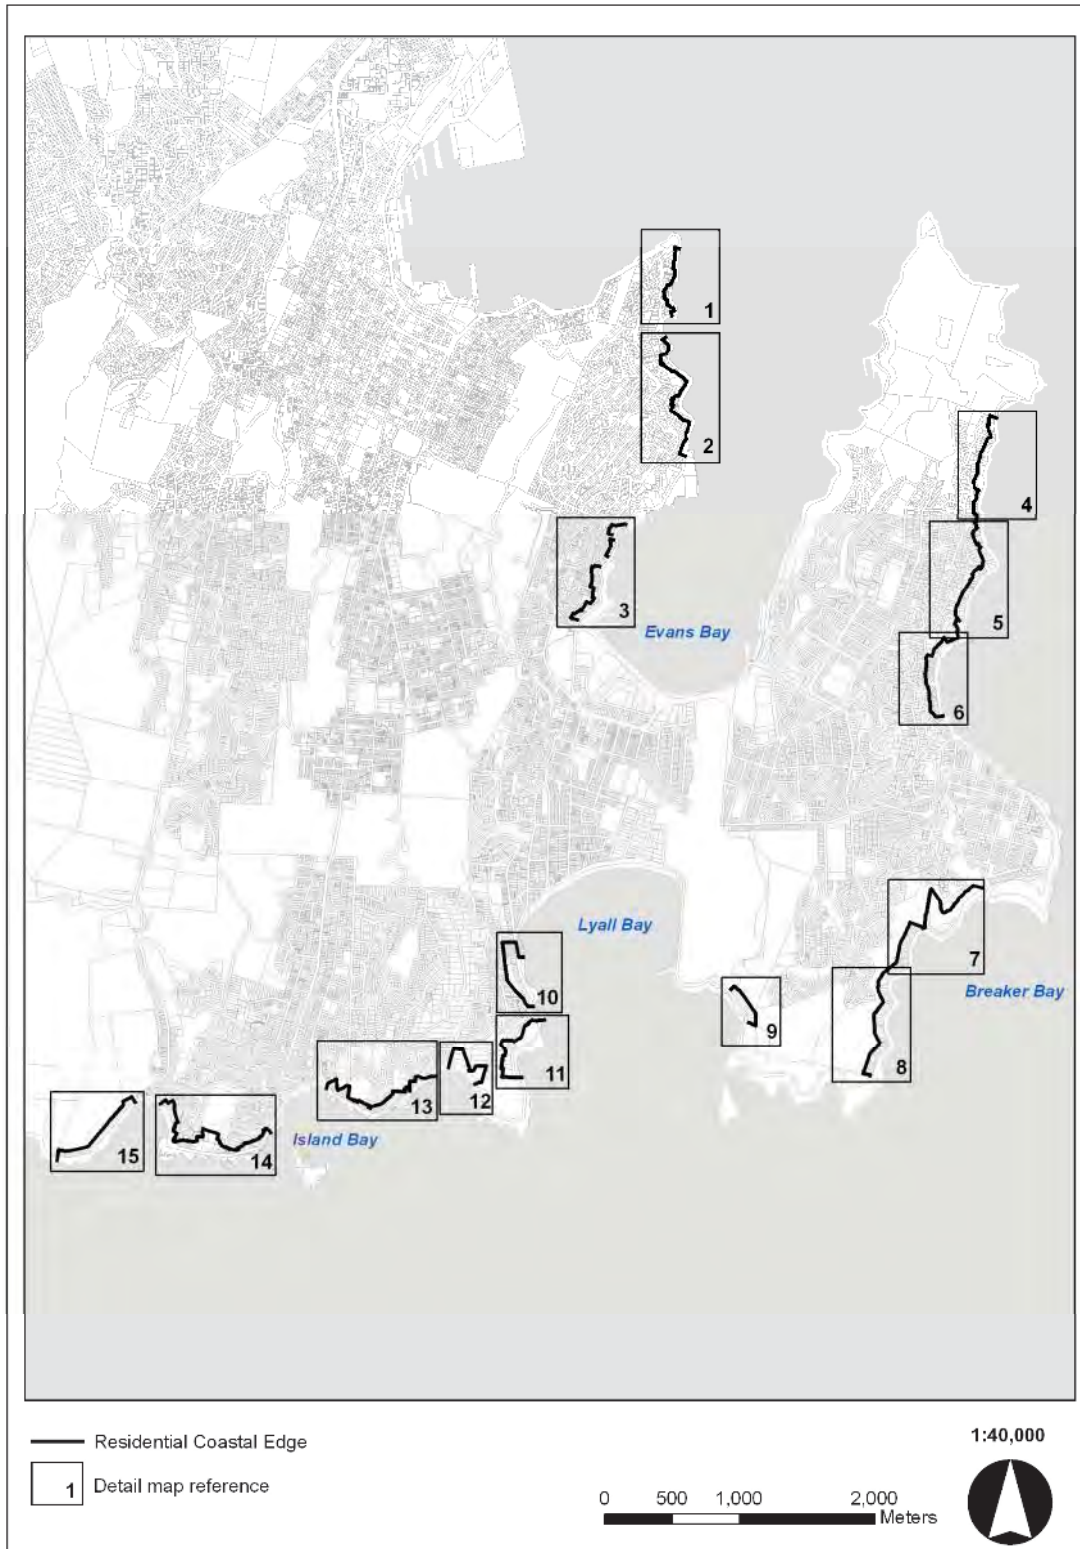 1
2
3
Evans Bay
4
5
6
Lyall Bay
7
Breaker Bay
8
9
10
11
12
13
Island Bay
14
15
Residential Coastal Edge
1 Detail map reference
1:40,000
0 500 1,000 2,000
Meters